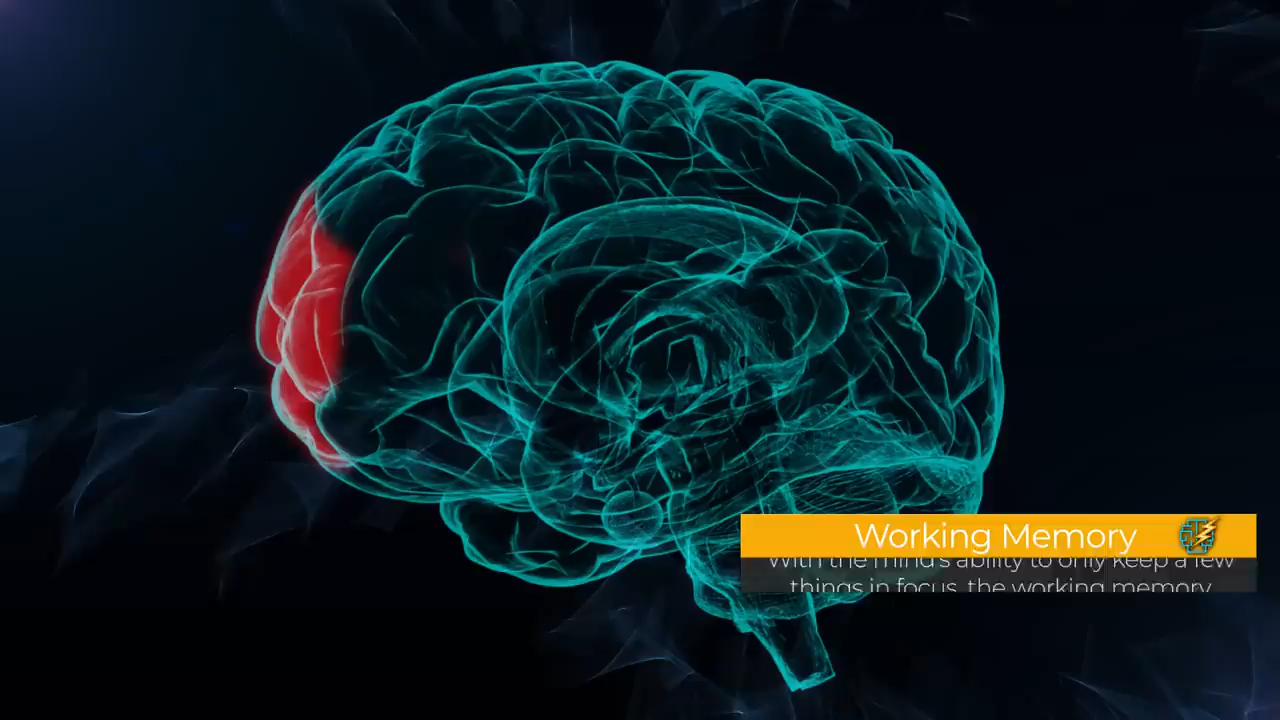 Working Memory
With the mind's ability to only keep a few
things in focus, the working memory